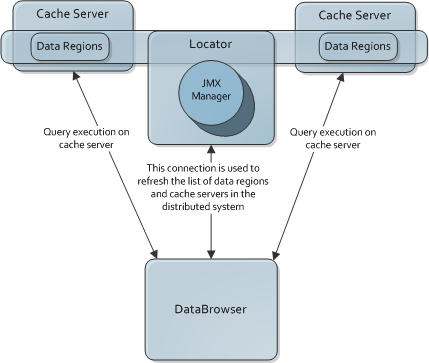 Cache Server
Data Regions
Locator
JMX
Manager
Cache Server
Data Regions
Query execution on
cache server
This connection is used to
refresh the list of data regions
and cache servers in the
distributed system
Query execution on
cache server
DataBrowser